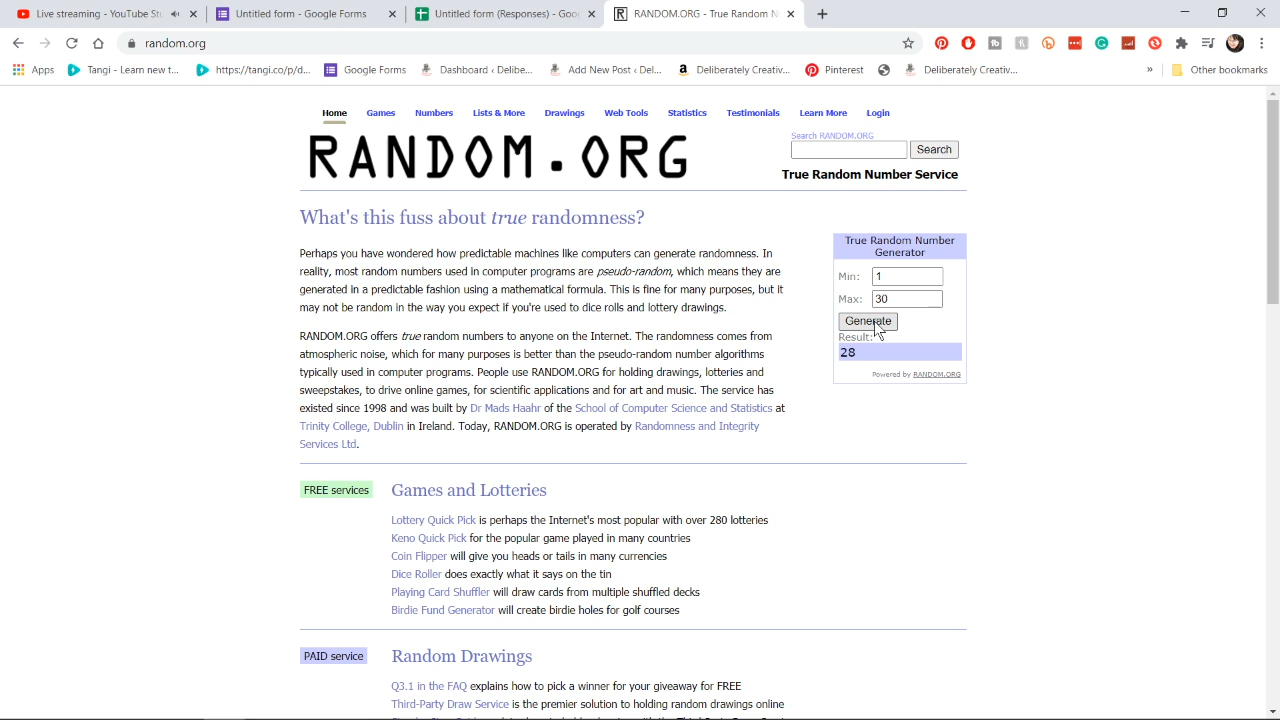 YouTube Studio
Untitled form - Google Forms
Untitled form (Responses) - Goo
RANDOM.ORG - True Random N
random.org
Apps
Tangi - Learn new t...
https://tangi.co/p/d...
Google Forms
Dashboard ‹ Delibe...
Add New Post ‹ Del...
Deliberately Creativ...
Pinterest
Deliberately Creativ...
»
Other bookmarks
Home Games Numbers Lists & More Drawings Web Tools Statistics Testimonials Learn More Login
RANDOM.ORG
Search RANDOM.ORG
Search
True Random Number Service
What's this fuss about true randomness?
Perhaps you have wondered how predictable machines like computers can generate randomness. In
reality, most random numbers used in computer programs are pseudo-random, which means they are
generated in a predictable fashion using a mathematical formula. This is fine for many purposes, but it
may not be random in the way you expect if you're used to dice rolls and lottery drawings.
RANDOM.ORG offers true random numbers to anyone on the Internet. The randomness comes from
atmospheric noise, which for many purposes is better than the pseudo-random number algorithms
typically used in computer programs. People use RANDOM.ORG for holding drawings, lotteries and
sweepstakes, to drive online games, for scientific applications and for art and music. The service has
existed since 1998 and was built by Dr Mads Haahr of the School of Computer Science and Statistics at
Trinity College, Dublin in Ireland. Today, RANDOM.ORG is operated by Randomness and Integrity
Services Ltd.
True Random Number
Generator
Min: 1
Max: 30
Generate
Result:
28
Powered by RANDOM.ORG
FREE services
Games and Lotteries
Lottery Quick Pick is perhaps the Internet's most popular with over 280 lotteries
Keno Quick Pick for the popular game played in many countries
Coin Flipper will give you heads or tails in many currencies
Dice Roller does exactly what it says on the tin
Playing Card Shuffler will draw cards from multiple shuffled decks
Birdie Fund Generator will create birdie holes for golf courses
PAID service
Random Drawings
Q3.1 in the FAQ explains how to pick a winner for your giveaway for FREE
Third-Party Draw Service is the premier solution to holding random drawings online